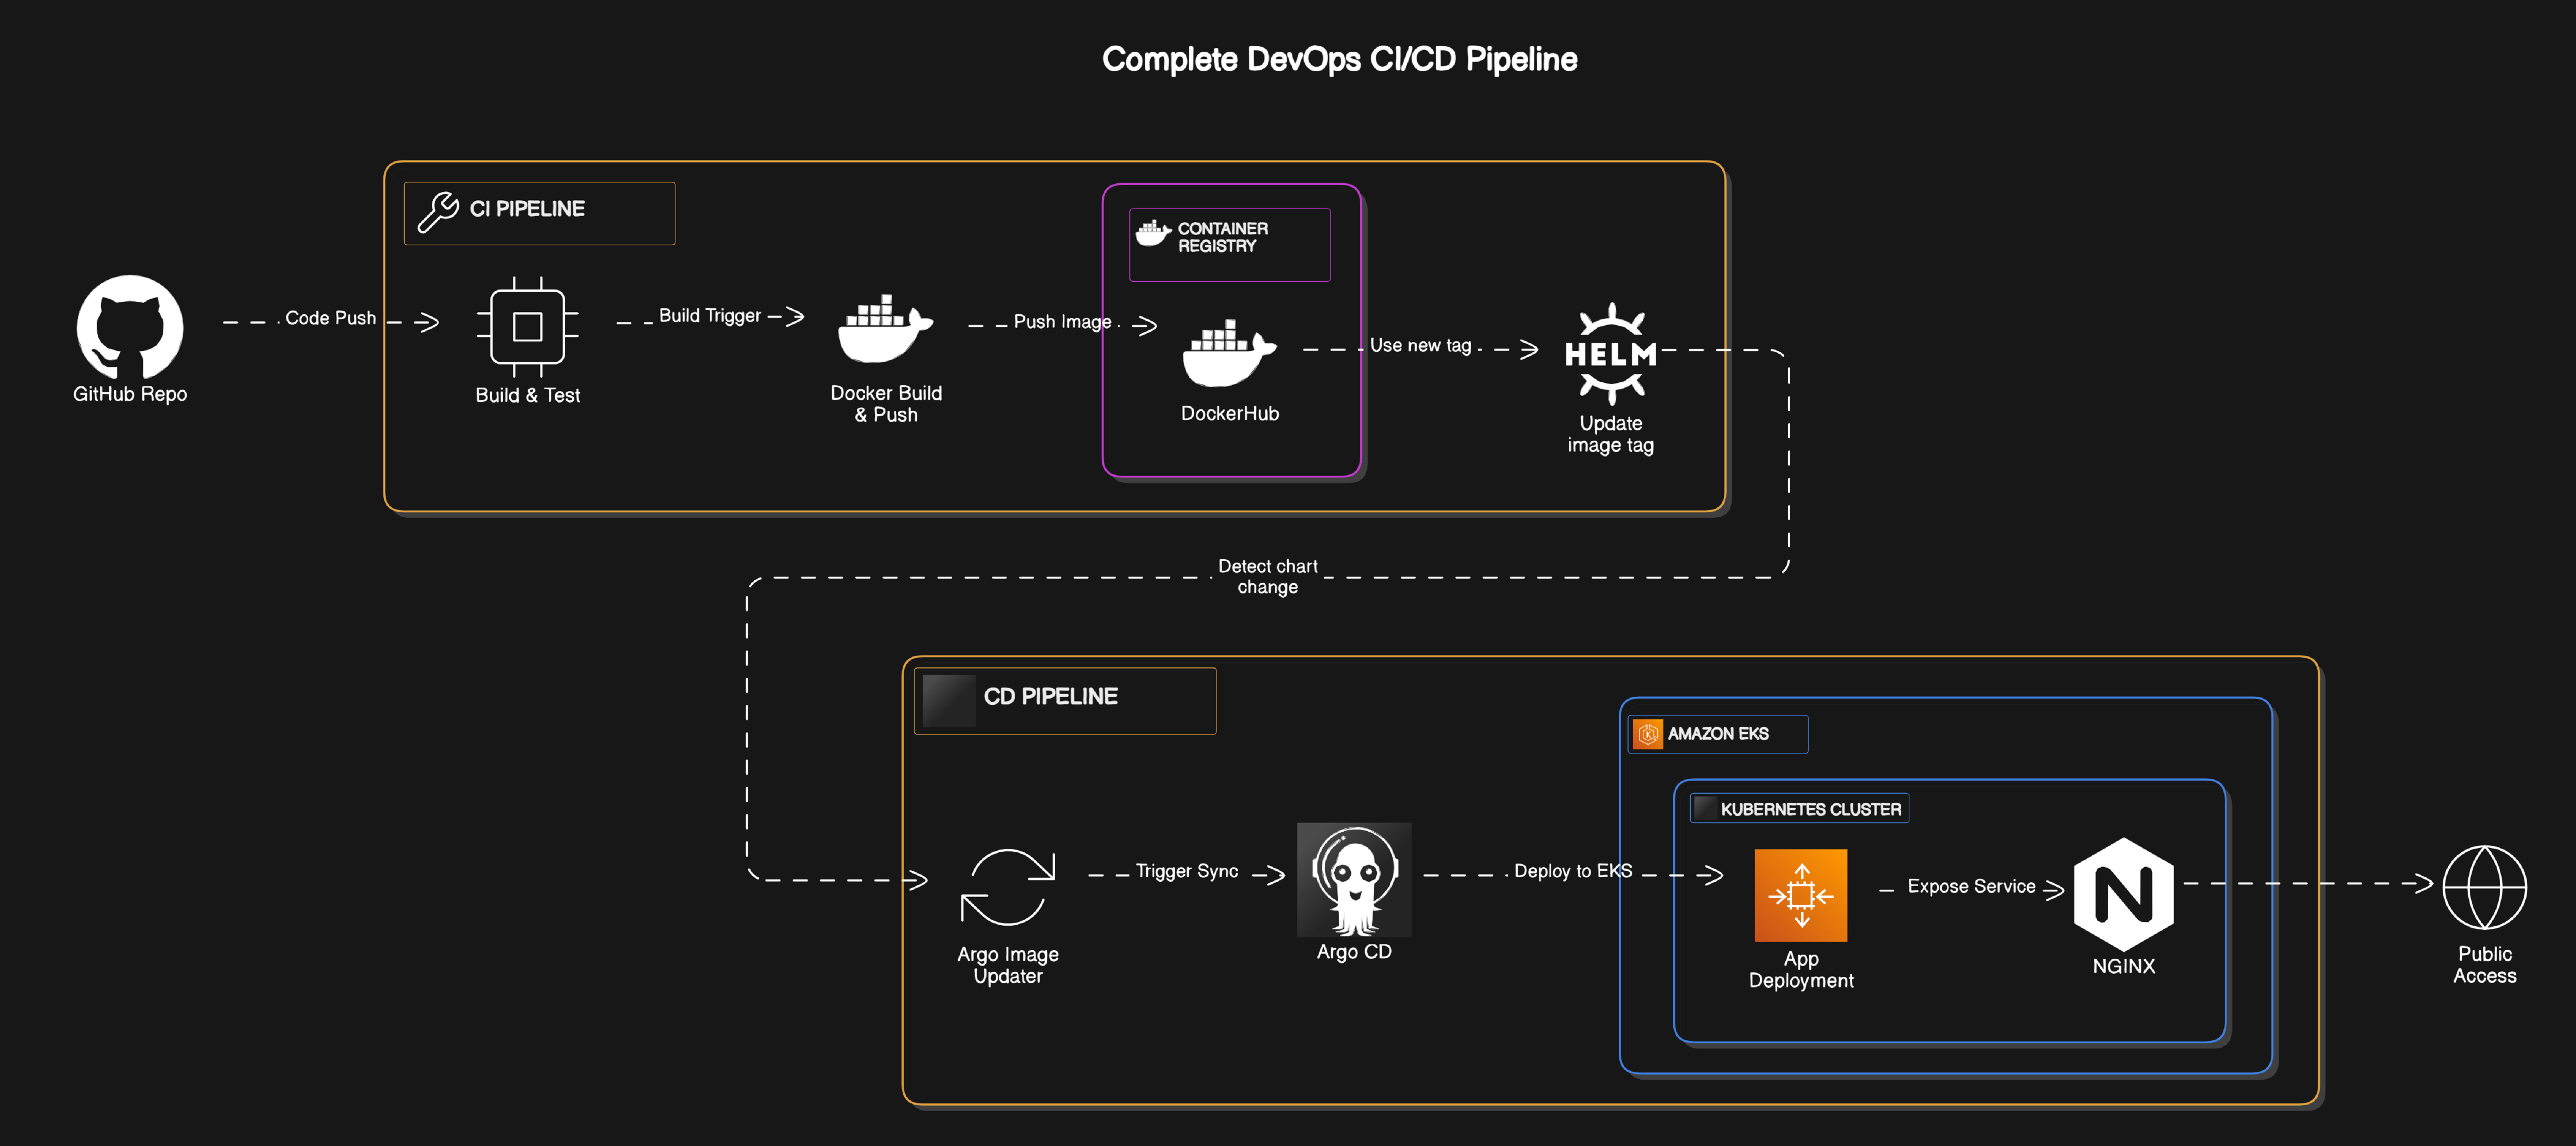 Complete DevOps CI/CD Pipeline
CI PIPELINE
CONTAINER
REGISTRY
Code Push
Build Trigger
Push Image
Use new tag
HELM
GitHub Repo
Build & Test
Docker Build
& Push
DockerHub
Update
image tag
Detect chart
change
CD PIPELINE
AMAZON EKS
KUBERNETES CLUSTER
Trigger Sync
Deploy to EKS
Expose Service
Argo Image
Updater
Argo CD
App
Deployment
NGINX
Public
Access